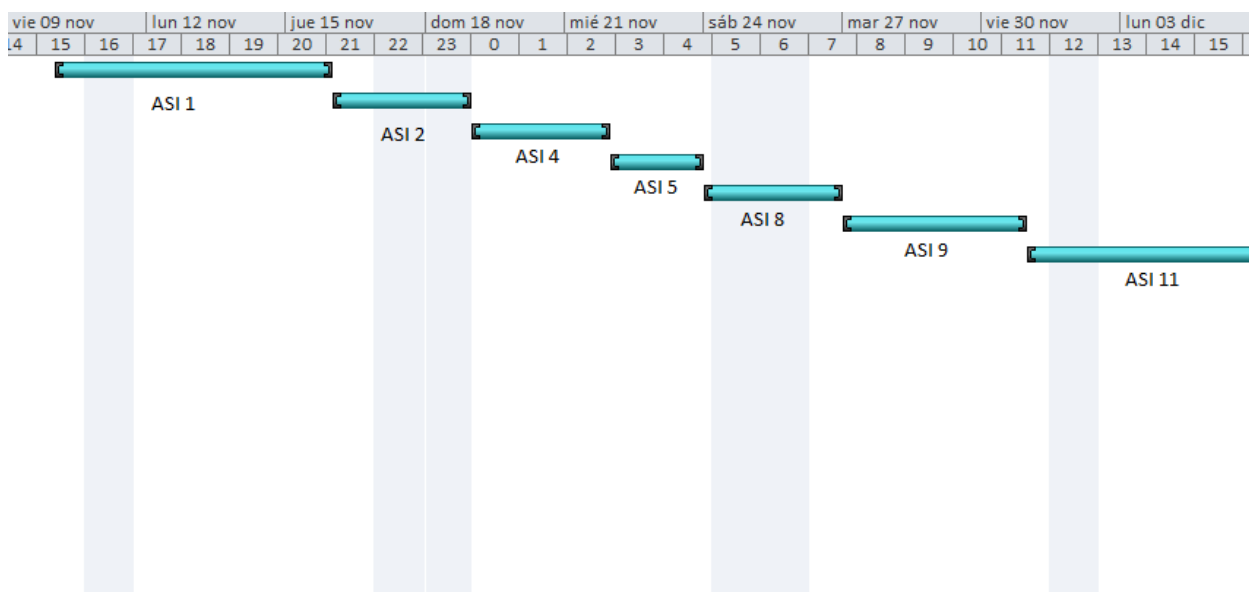 vie 09 nov lun 12 nov jue 15 nov dom 18 nov mié 21 nov sáb 24 nov mar 27 nov vie 30 nov lun 03 dic
14 15 16 17 18 19 20 21 22 23 0 1 2 3 4 5 6 7 8 9 10 11 12 13 14 15
ASI 1
ASI 2
ASI 4
ASI 5
ASI 8
ASI 9
ASI 11